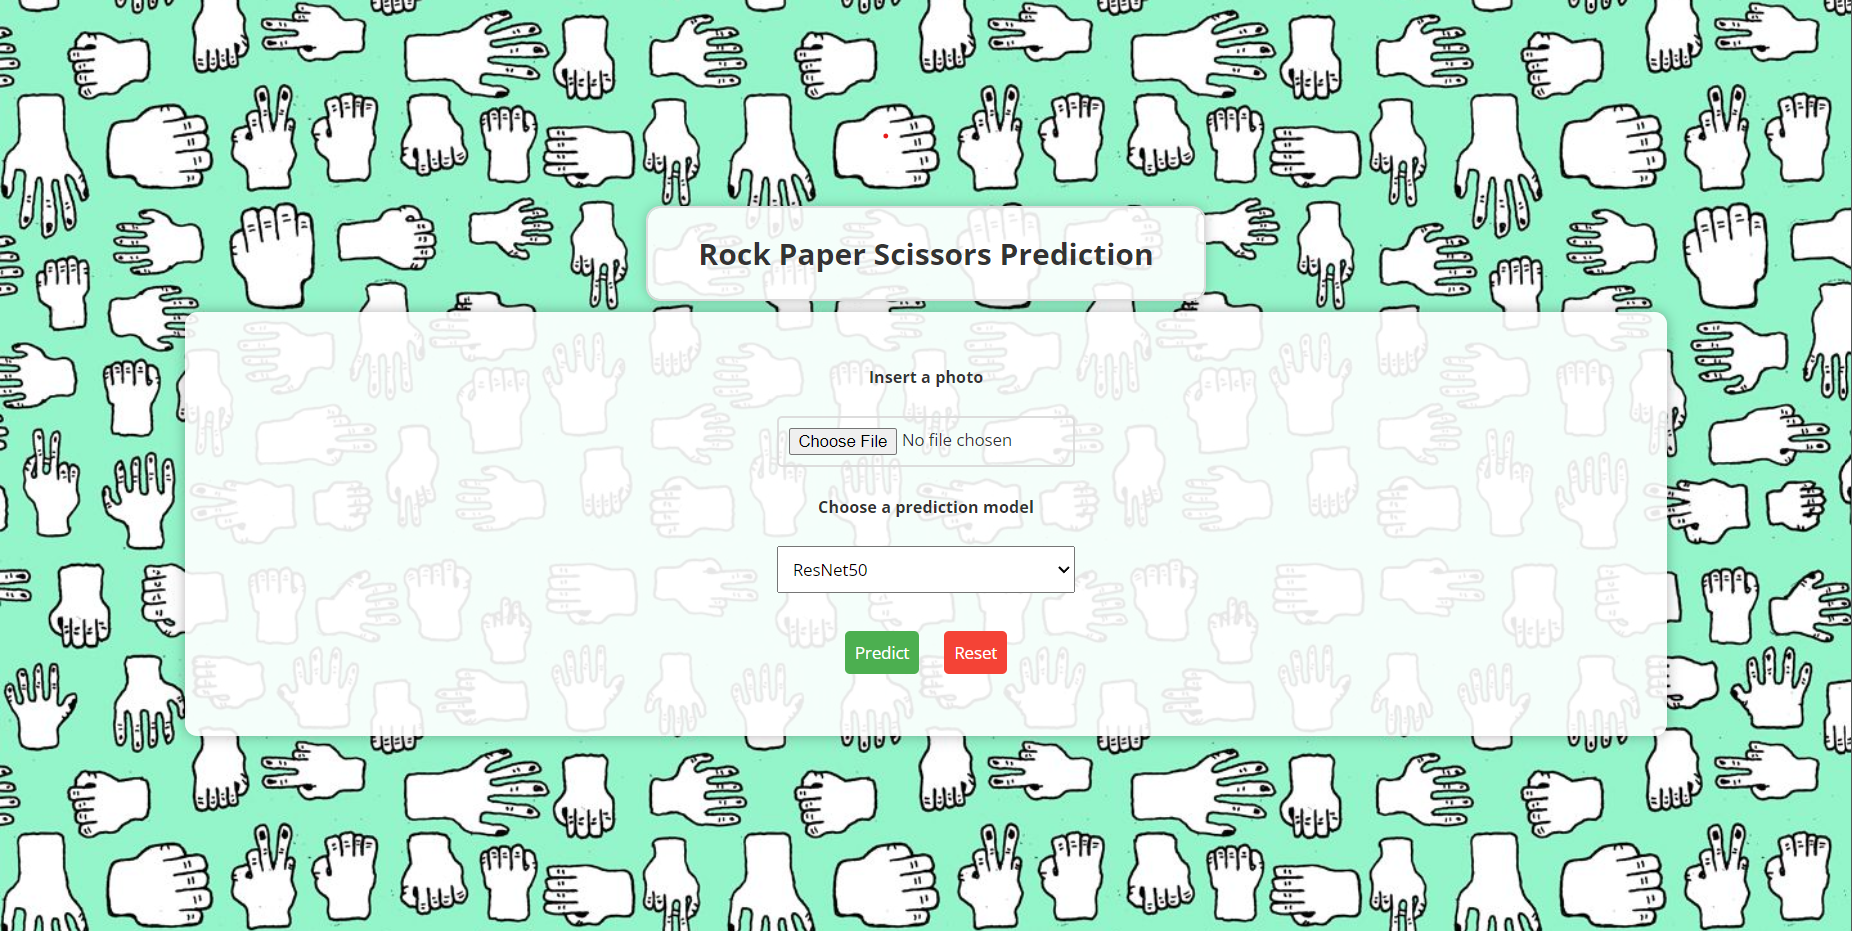 Rock Paper Scissors Prediction
Insert a photo
Choose File No file chosen
Choose a prediction model
ResNet50
Predict Reset